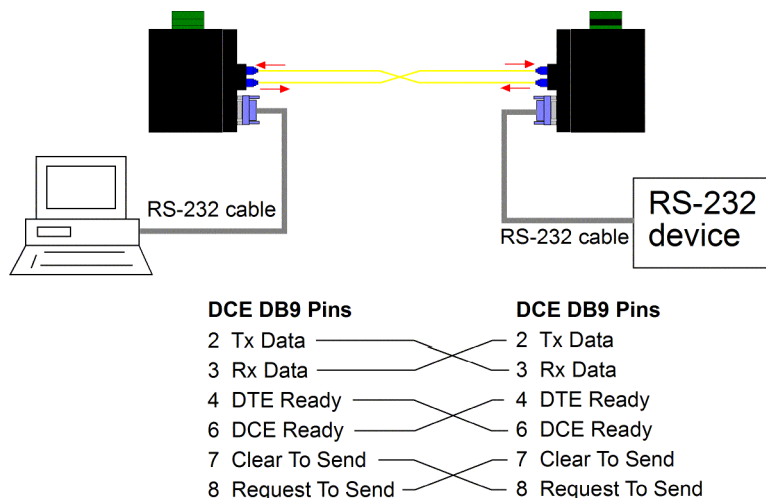 RS-232 cable
RS-232 cable
RS-232
device
DCE DB9 Pins
2 Tx Data
3 Rx Data
4 DTE Ready
6 DCE Ready
7 Clear To Send
8 Request To Send
DCE DB9 Pins
2 Tx Data
3 Rx Data
4 DTE Ready
6 DCE Ready
7 Clear To Send
8 Request To Send